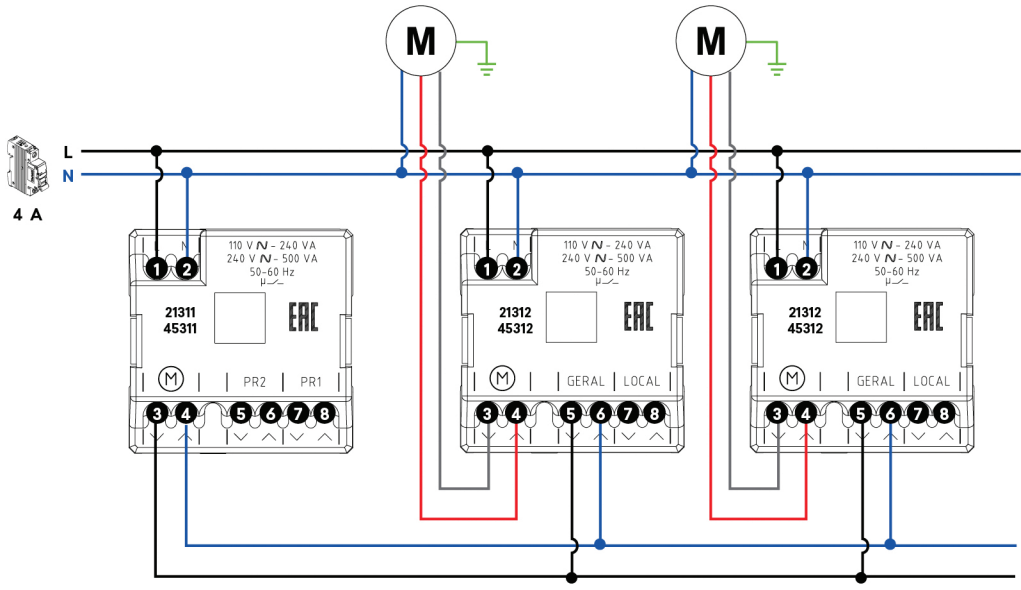 M
M
L
N
4 A
L N
110 V ~ - 240 VA
240 V ~ - 500 VA
50-60 Hz
µ
1 2
21311
45311
EAC
M
PR2
PR1
3 4 5 6 7 8
L N
110 V ~ - 240 VA
240 V ~ - 500 VA
50-60 Hz
µ
1 2
21312
45312
EAC
M
GERAL
LOCAL
3 4 5 6 7 8
L N
110 V ~ - 240 VA
240 V ~ - 500 VA
50-60 Hz
µ
1 2
21312
45312
EAC
M
GERAL
LOCAL
3 4 5 6 7 8